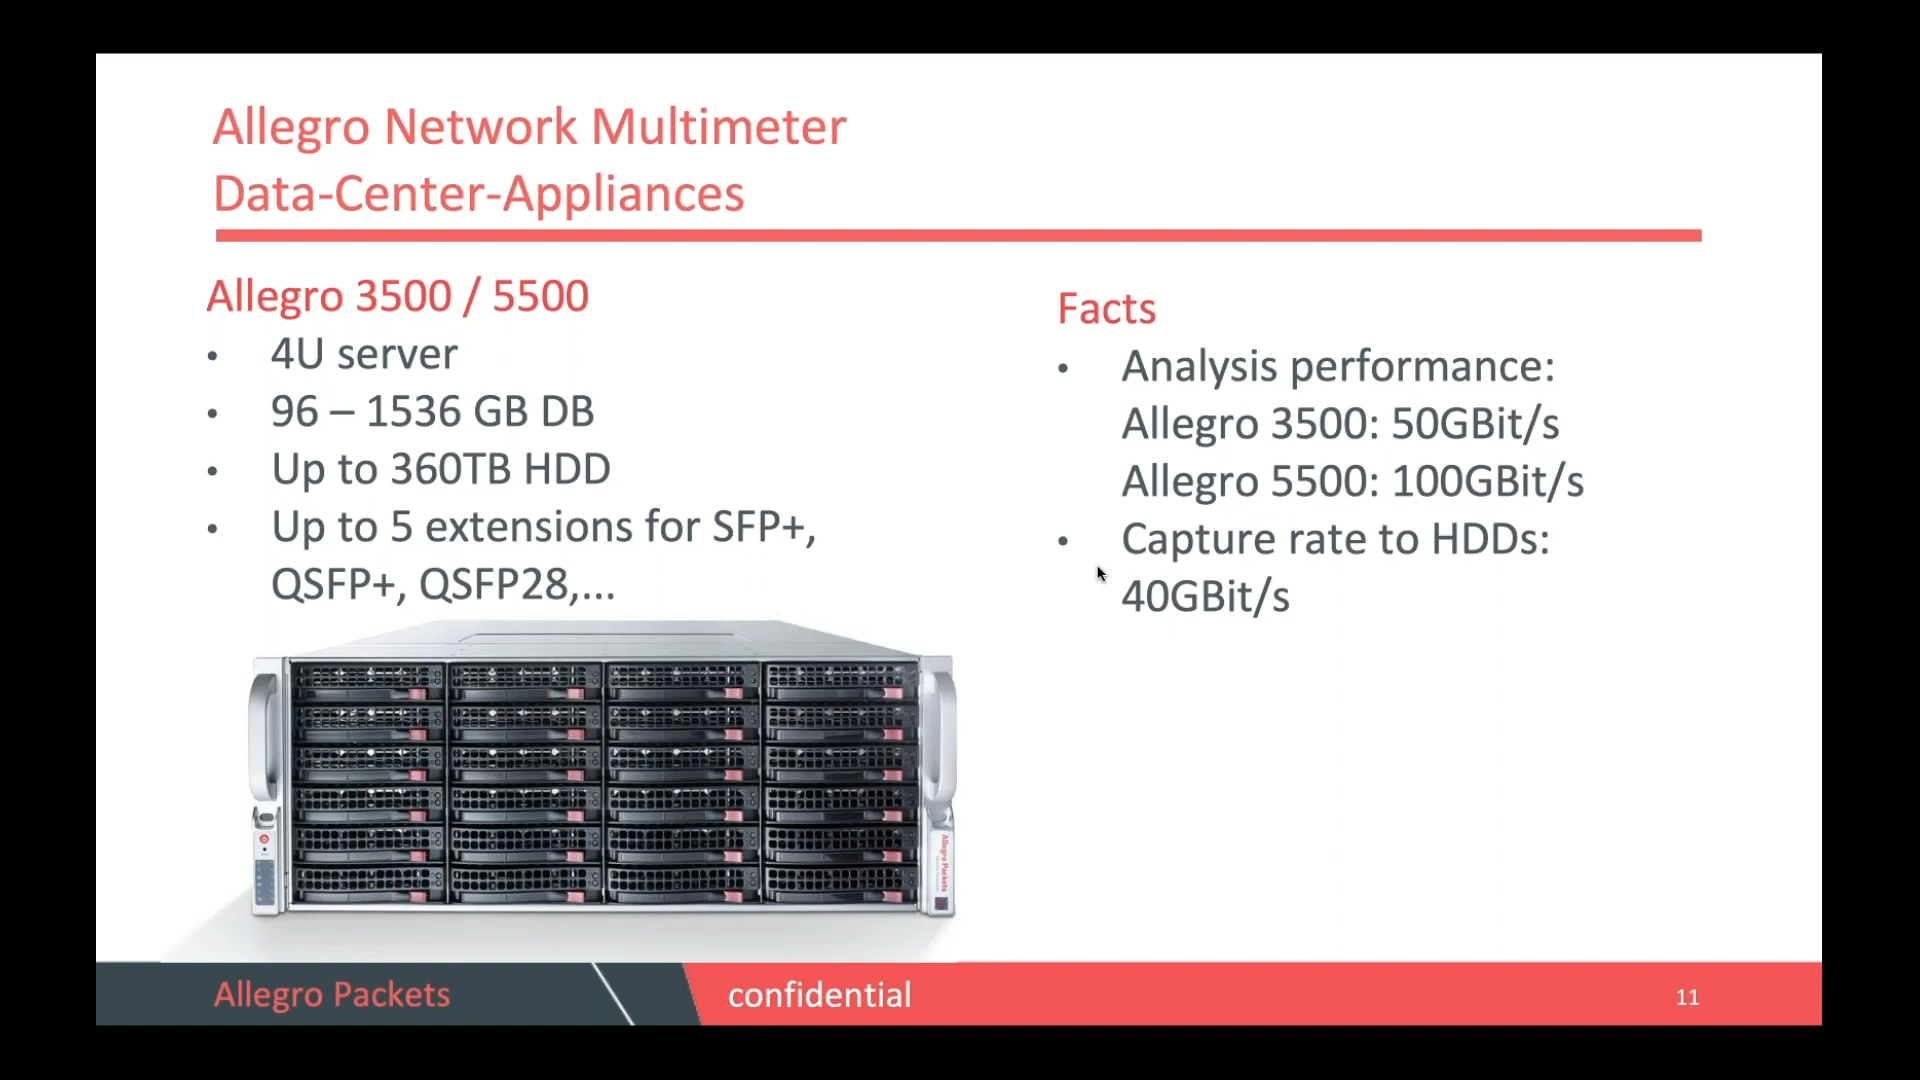 Allegro Network Multimeter
Data-Center-Appliances
Allegro 3500 / 5500
• 4U server
• 96 – 1536 GB DB
• Up to 360TB HDD
• Up to 5 extensions for SFP+,
QSFP+, QSFP28,...
Facts
• Analysis performance:
Allegro 3500: 50GBit/s
Allegro 5500: 100GBit/s
• Capture rate to HDDs:
40GBit/s
Allegro Packets
Allegro Packets
confidential
11